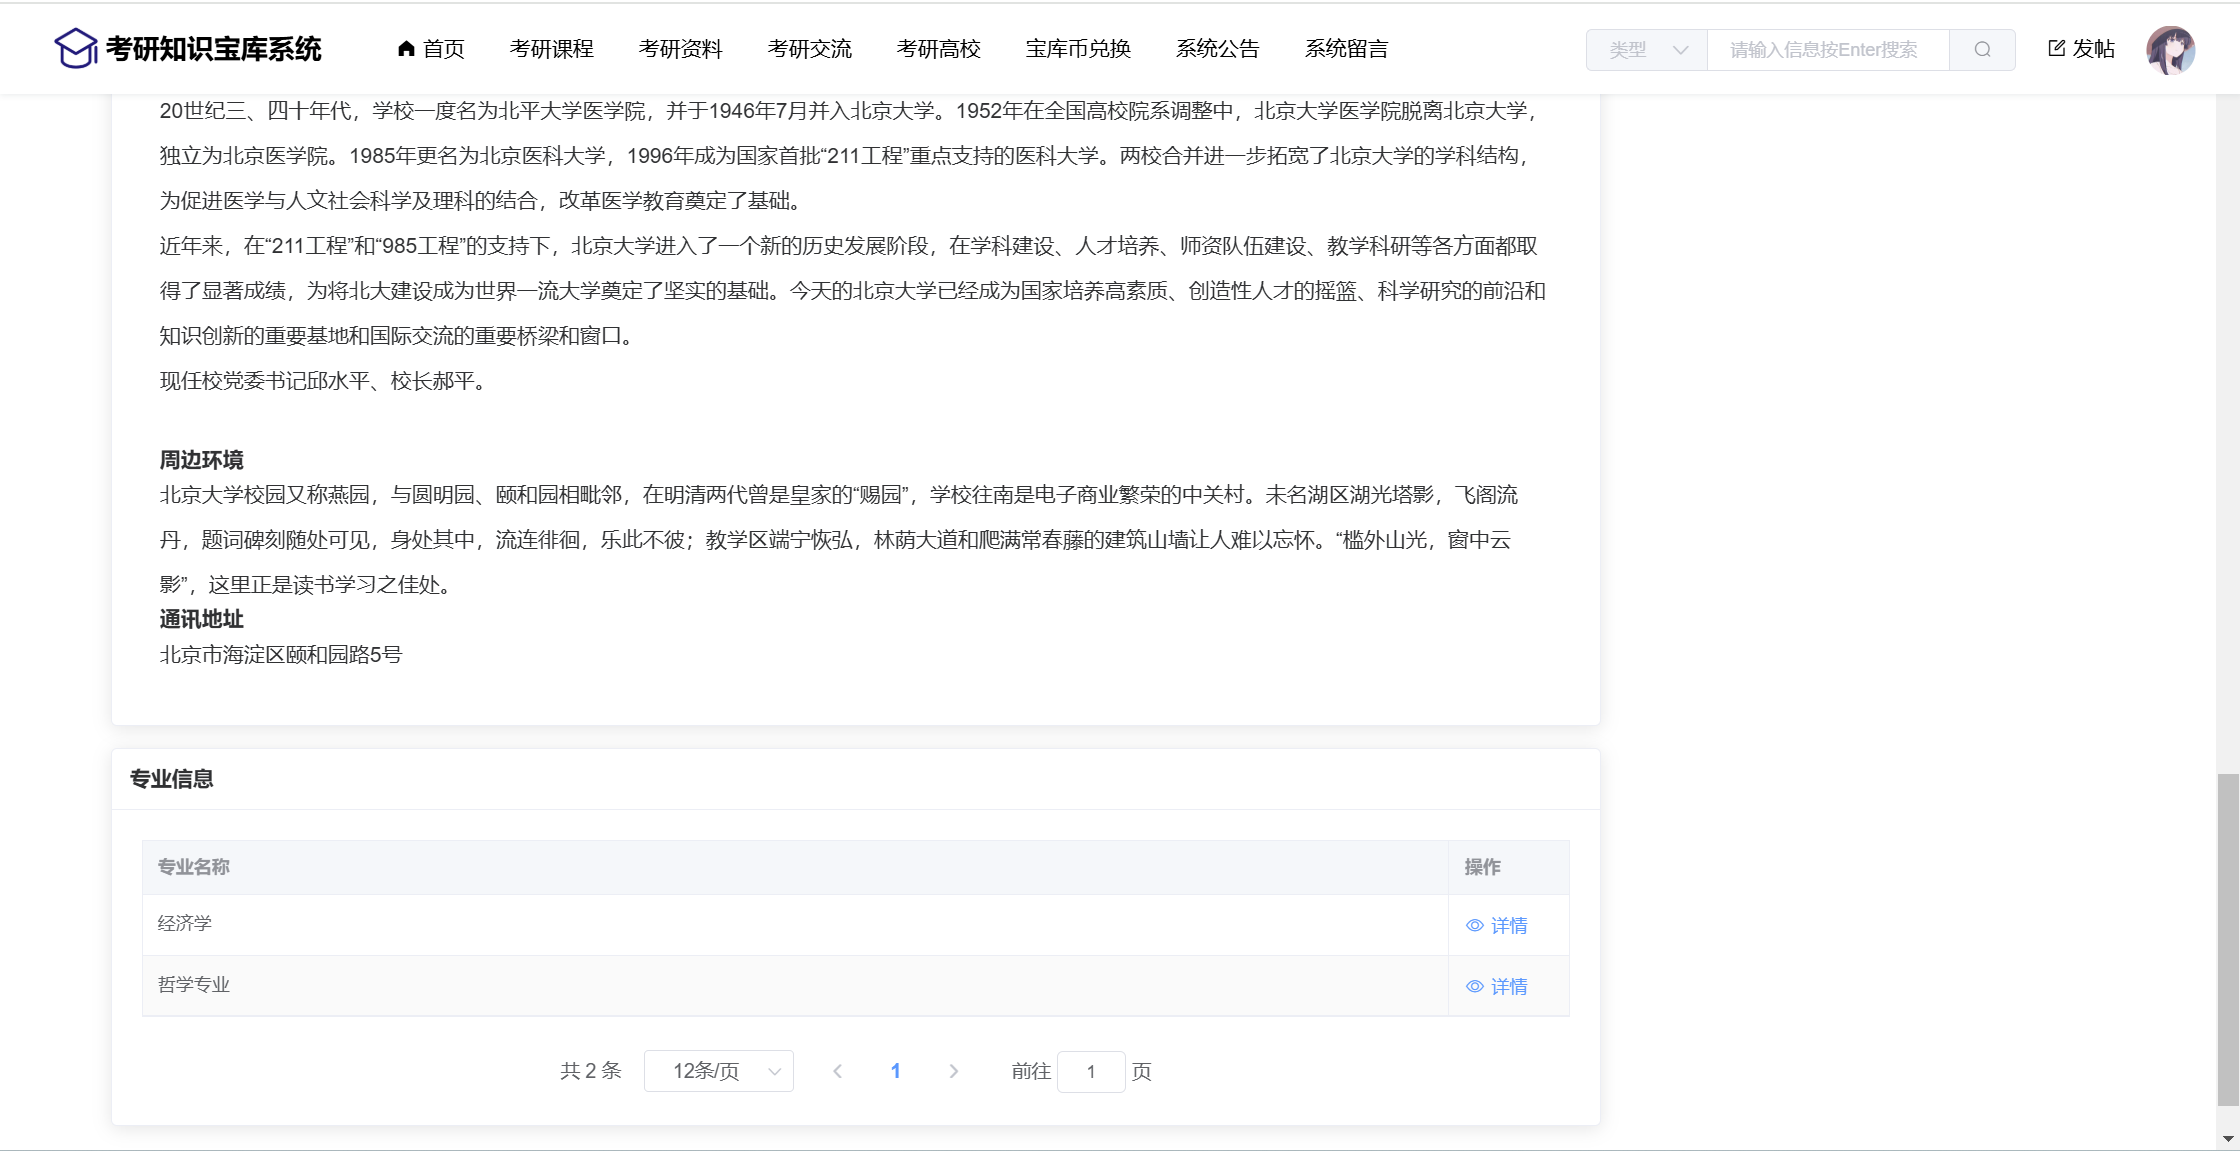 考研知识宝库系统
首页
考研课程
考研资料
考研交流
考研高校
宝库币兑换
系统公告
系统留言
类型
请输入信息按Enter搜索
发帖
20世纪三、四十年代，学校一度名为北平大学医学院，并于1946年7月并入北京大学。1952年在全国高校院系调整中，北京大学医学院脱离北京大学，
独立为北京医学院。1985年更名为北京医科大学，1996年成为国家首批“211工程”重点支持的医科大学。两校合并进一步拓宽了北京大学的学科结构，
为促进医学与人文社会科学及理科的结合，改革医学教育奠定了基础。
近年来，在“211工程”和“985工程”的支持下，北京大学进入了一个新的历史发展阶段，在学科建设、人才培养、师资队伍建设、教学科研等各方面都取
得了显著成绩，为将北大建设成为世界一流大学奠定了坚实的基础。今天的北京大学已经成为国家培养高素质、创造性人才的摇篮、科学研究的前沿和
知识创新的重要基地和国际交流的重要桥梁和窗口。
现任校党委书记邱水平、校长郝平。
周边环境
北京大学校园又称燕园，与圆明园、颐和园相毗邻，在明清两代曾是皇家的“赐园”，学校往南是电子商业繁荣的中关村。未名湖区湖光塔影，飞阁流
丹，题词碑刻随处可见，身处其中，流连徘徊，乐此不彼；教学区端宁恢弘，林荫大道和爬满常春藤的建筑山墙让人难以忘怀。“槛外山光，窗中云
影”，这里正是读书学习之佳处。
通讯地址
北京市海淀区颐和园路5号
专业信息
专业名称 操作
经济学 详情
哲学专业 详情
共 2 条 12条/页 1 前往 1 页